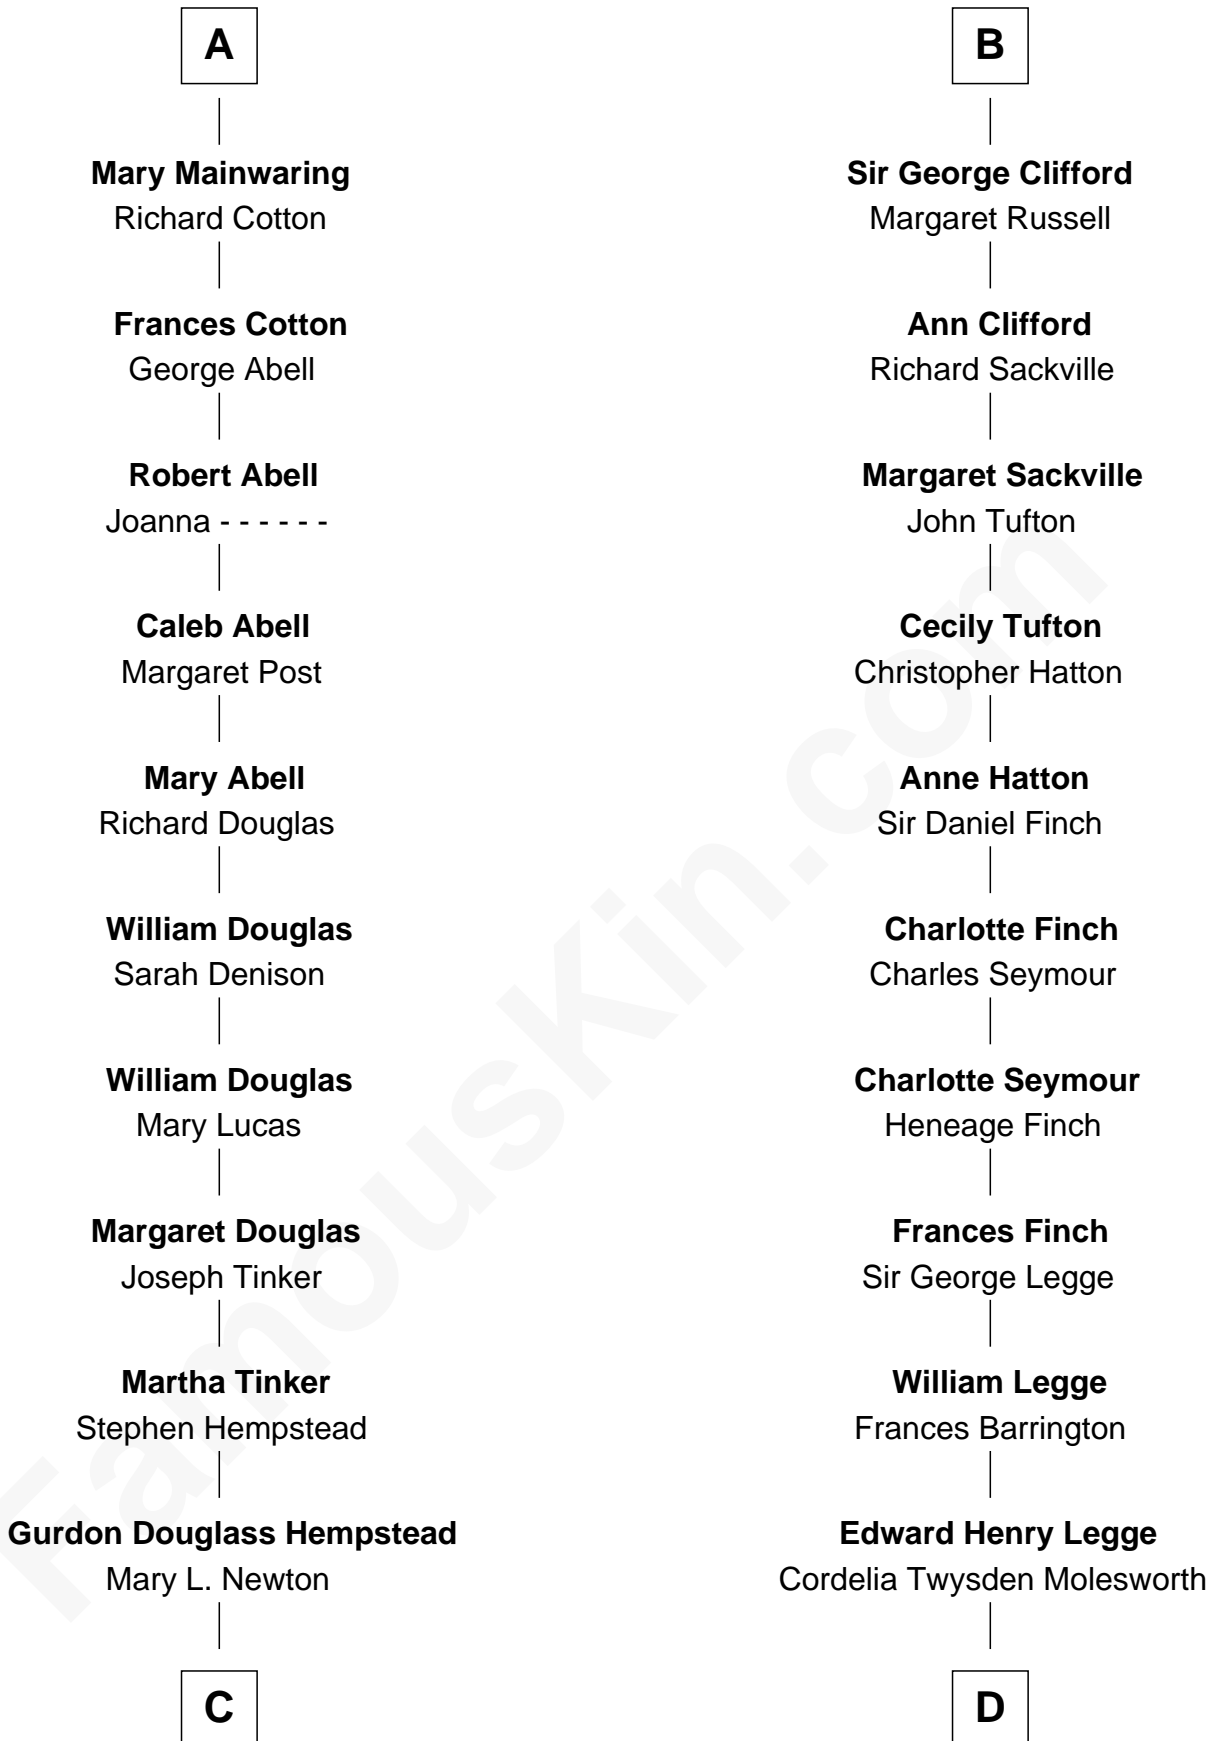 A
Mary Mainwaring
Richard Cotton
Frances Cotton
George Abell
Robert Abell
Joanna - - - - - -
Caleb Abell
Margaret Post
Mary Abell
Richard Douglas
William Douglas
Sarah Denison
William Douglas
Mary Lucas
Margaret Douglas
Joseph Tinker
Martha Tinker
Stephen Hempstead
Gurdon Douglass Hempstead
Mary L. Newton
C
B
Sir George Clifford
Margaret Russell
Ann Clifford
Richard Sackville
Margaret Sackville
John Tufton
Cecily Tufton
Christopher Hatton
Anne Hatton
Sir Daniel Finch
Charlotte Finch
Charles Seymour
Charlotte Seymour
Heneage Finch
Frances Finch
Sir George Legge
William Legge
Frances Barrington
Edward Henry Legge
Cordelia Twysden Molesworth
D
FamousKin.com